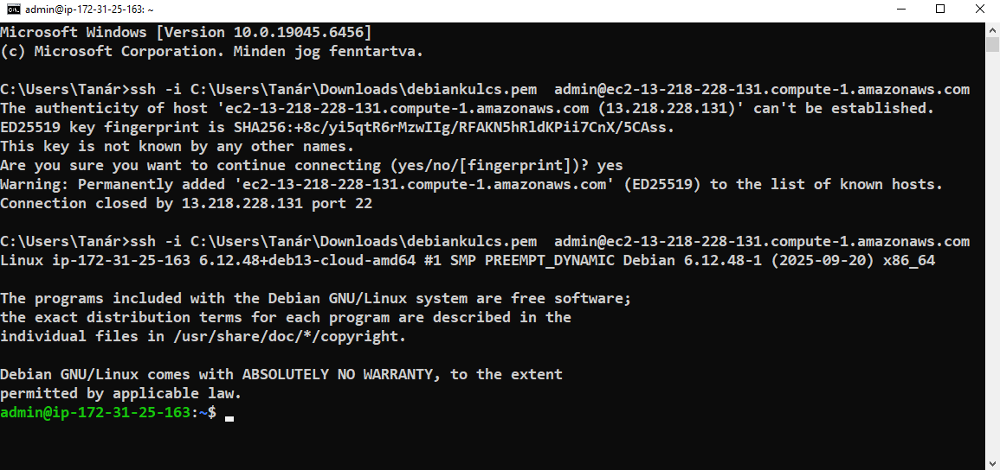 admin@ip-172-31-25-163: ~
Microsoft Windows [Version 10.0.19045.6456]
(c) Microsoft Corporation. Minden jog fenntartva.
C:\Users\Tanár>ssh -i C:\Users\Tanár\Downloads\debiankulcs.pem  admin@ec2-13-218-228-131.compute-1.amazonaws.com
The authenticity of host 'ec2-13-218-228-131.compute-1.amazonaws.com (13.218.228.131)' can't be established.
ED25519 key fingerprint is SHA256:+8c/yi5qtR6rMzwIIg/RFAKN5hRldKPii7CnX/5CAss.
This key is not known by any other names.
Are you sure you want to continue connecting (yes/no/[fingerprint])? yes
Warning: Permanently added 'ec2-13-218-228-131.compute-1.amazonaws.com' (ED25519) to the list of known hosts.
Connection closed by 13.218.228.131 port 22
C:\Users\Tanár>ssh -i C:\Users\Tanár\Downloads\debiankulcs.pem  admin@ec2-13-218-228-131.compute-1.amazonaws.com
Linux ip-172-31-25-163 6.12.48+deb13-cloud-amd64 #1 SMP PREEMPT_DYNAMIC Debian 6.12.48-1 (2025-09-20) x86_64
The programs included with the Debian GNU/Linux system are free software;
the exact distribution terms for each program are described in the
individual files in /usr/share/doc/*/copyright.
Debian GNU/Linux comes with ABSOLUTELY NO WARRANTY, to the extent
permitted by applicable law.
admin@ip-172-31-25-163:~$